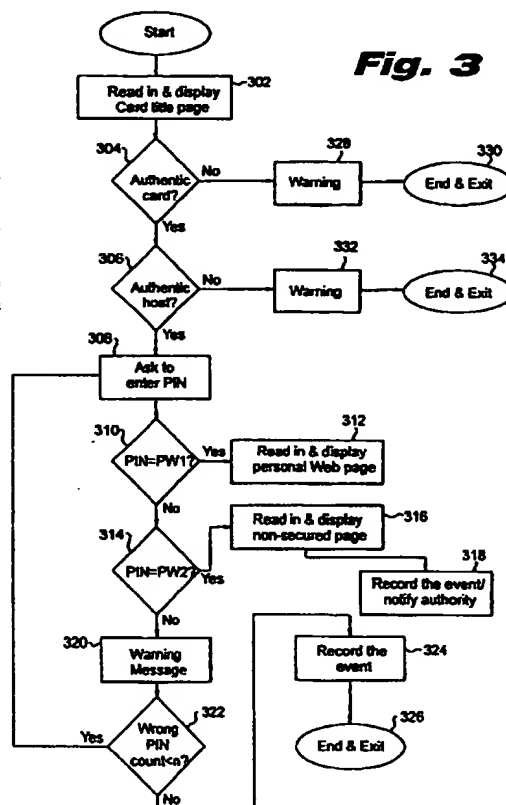 Start
Fig. 3
302
Read in & display
Card title page
304
Authentic
card?
No
328
Warning
330
End & Exit
Yes
306
Authentic
host?
No
332
Warning
334
End & Exit
Yes
308
Ask to
enter PIN
310
PIN=PW1?
Yes
312
Read in & display
personal Web page
No
314
PIN=PW2?
Yes
316
Read in & display
non-secured page
318
Record the event/
notify authority
No
320
Warning
Message
324
Record the
event
322
Wrong
PIN
count<n?
Yes
326
End & Exit
No